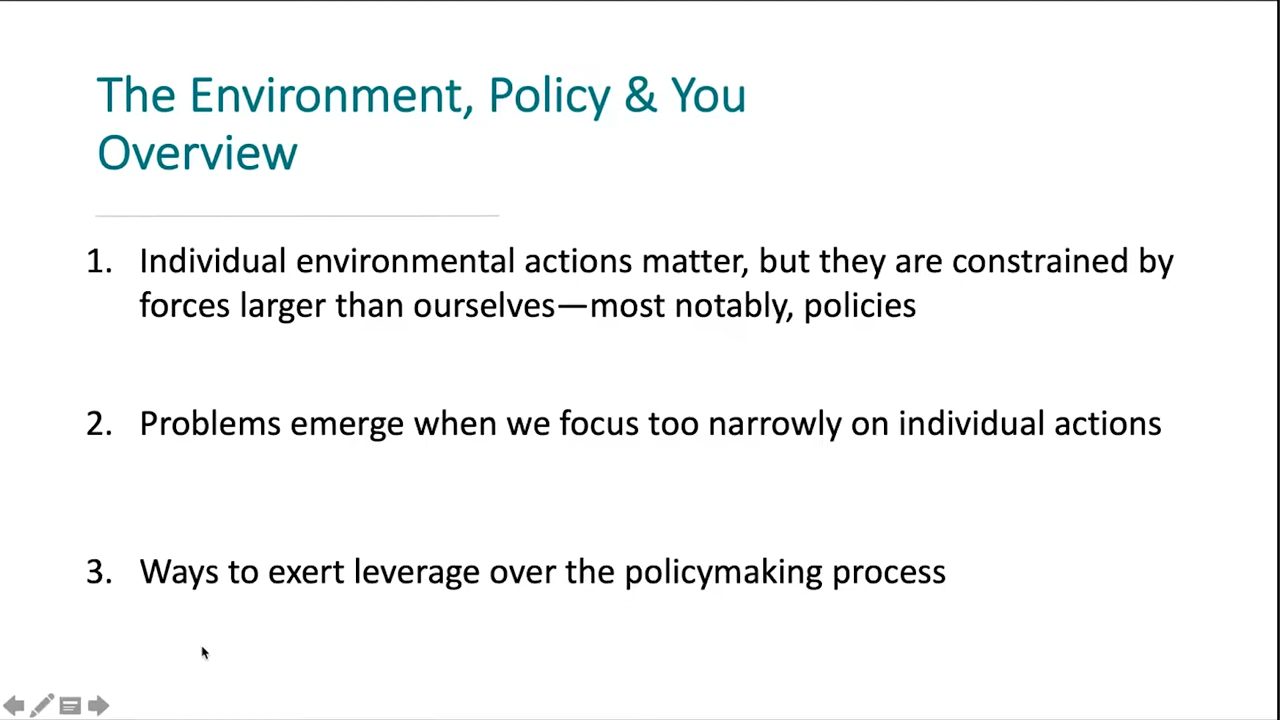 The Environment, Policy & You
Overview
1. Individual environmental actions matter, but they are constrained by
forces larger than ourselves—most notably, policies
2. Problems emerge when we focus too narrowly on individual actions
3. Ways to exert leverage over the policymaking process